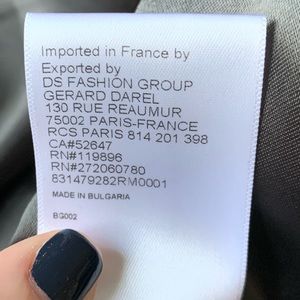 Imported in France by
Exported by
DS FASHION GROUP
GERARD DAREL
130 RUE REAUMUR
75002 PARIS-FRANCE
RCS PARIS 814 201 398
CA#52647
RN#119896
RN#272060780
831479282RM0001
MADE IN BULGARIA
BG002